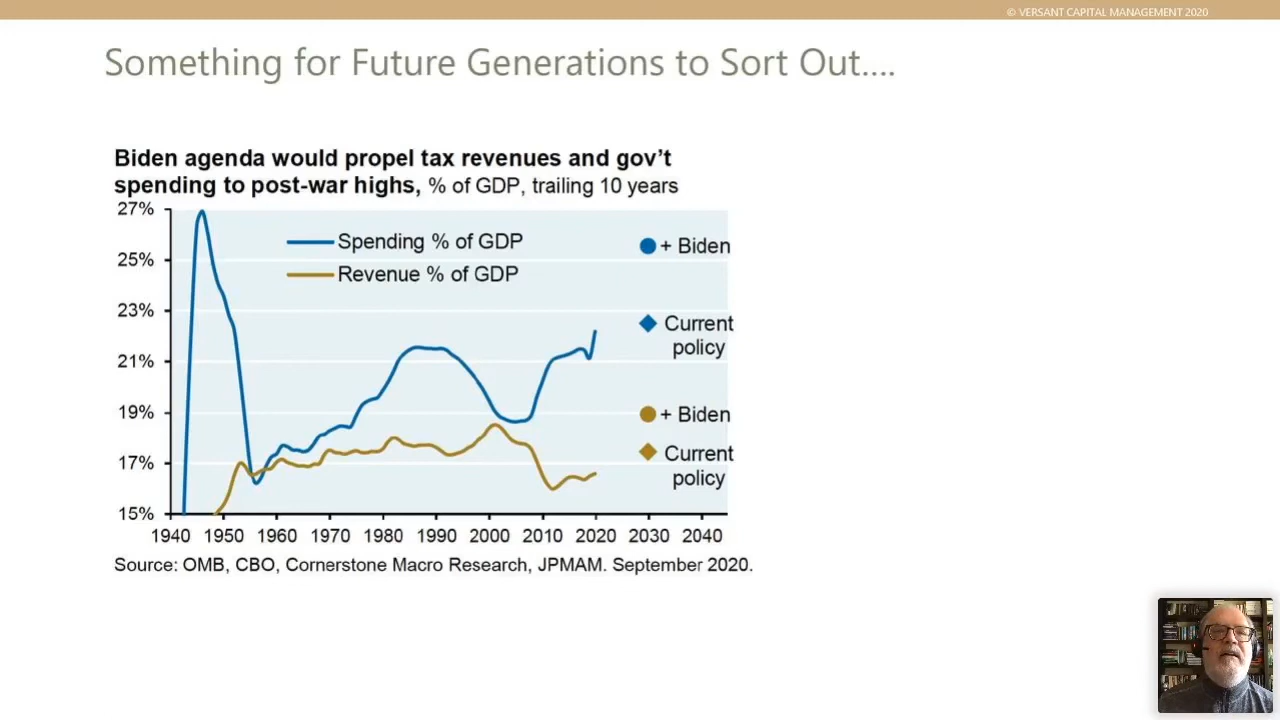 © VERSANT CAPITAL MANAGEMENT 2020
Something for Future Generations to Sort Out....
Biden agenda would propel tax revenues and gov't
spending to post-war highs, % of GDP, trailing 10 years
27%
25%
23%
21%
19%
17%
15%
Spending % of GDP
Revenue % of GDP
+ Biden
Current
policy
+ Biden
Current
policy
1940 1950 1960 1970 1980 1990 2000 2010 2020 2030 2040
Source: OMB, CBO, Cornerstone Macro Research, JPMAM. September 2020.